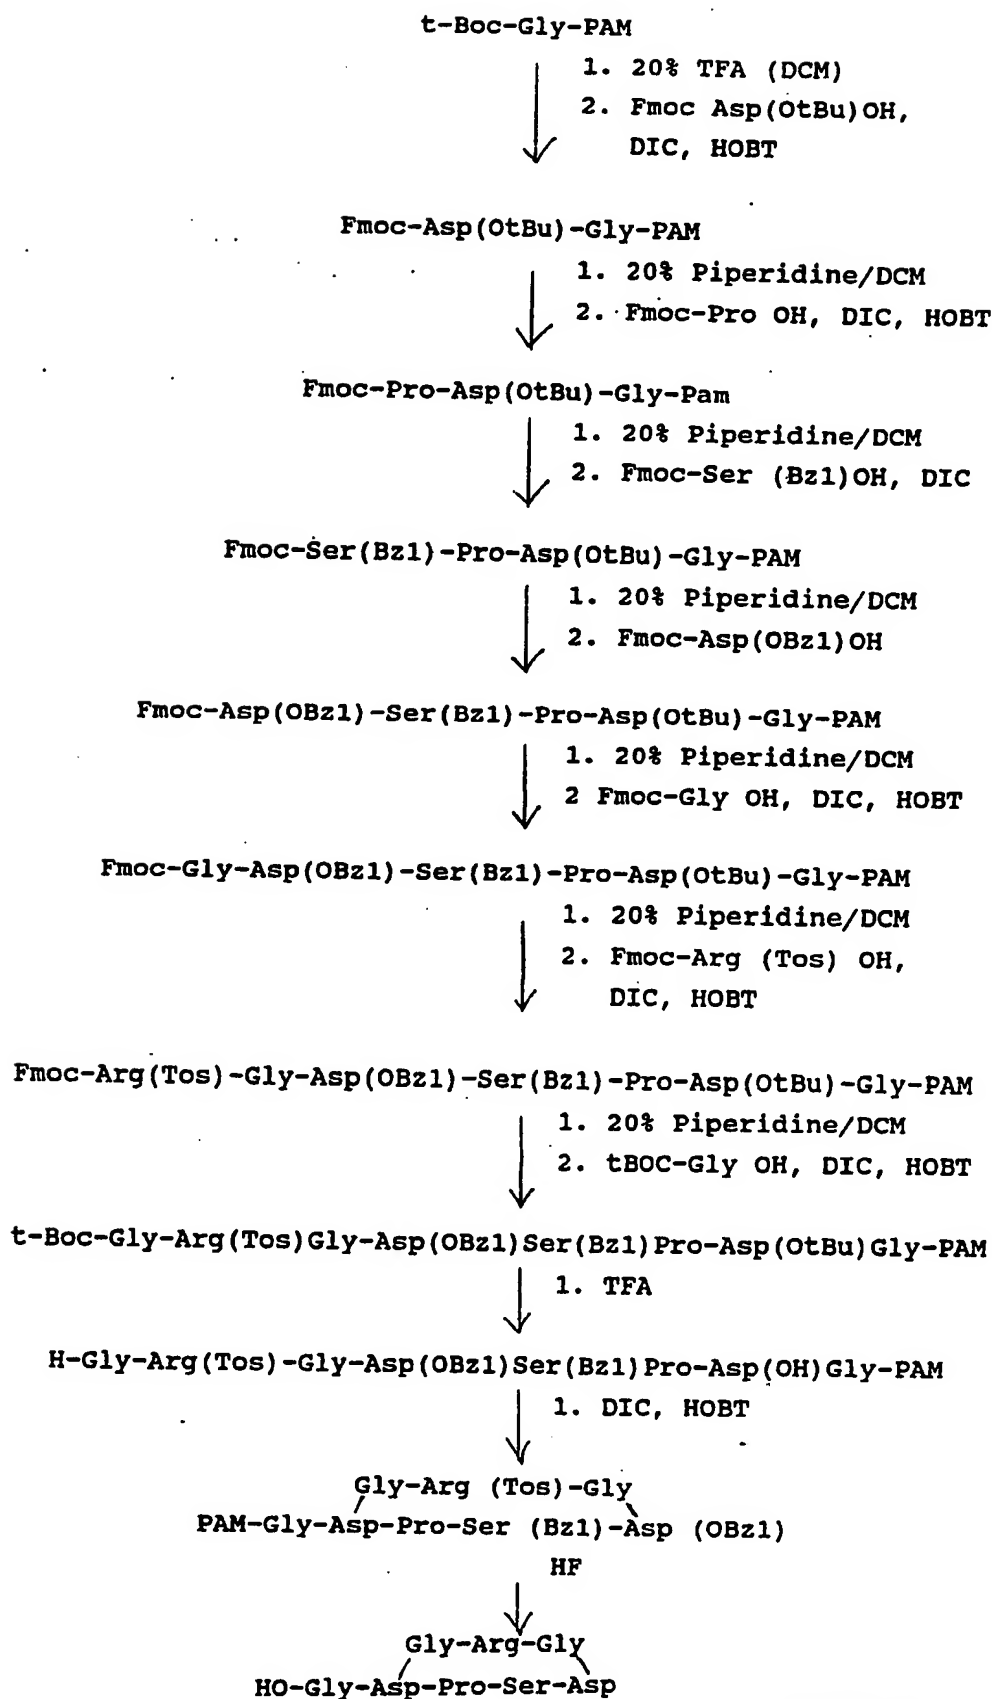 t-Boc-Gly-PAM
1. 20% TFA (DCM)
2. Fmoc Asp(OtBu)OH,
DIC, HOBT
Fmoc-Asp(OtBu)-Gly-PAM
1. 20% Piperidine/DCM
2. Fmoc-Pro OH, DIC, HOBT
Fmoc-Pro-Asp(OtBu)-Gly-Pam
1. 20% Piperidine/DCM
2. Fmoc-Ser (Bzl)OH, DIC
Fmoc-Ser(Bzl)-Pro-Asp(OtBu)-Gly-PAM
1. 20% Piperidine/DCM
2. Fmoc-Asp(OBzl)OH
Fmoc-Asp(OBzl)-Ser(Bzl)-Pro-Asp(OtBu)-Gly-PAM
1. 20% Piperidine/DCM
2 Fmoc-Gly OH, DIC, HOBT
Fmoc-Gly-Asp(OBzl)-Ser(Bzl)-Pro-Asp(OtBu)-Gly-PAM
1. 20% Piperidine/DCM
2. Fmoc-Arg (Tos) OH,
DIC, HOBT
Fmoc-Arg(Tos)-Gly-Asp(OBzl)-Ser(Bzl)-Pro-Asp(OtBu)-Gly-PAM
1. 20% Piperidine/DCM
2. tBOC-Gly OH, DIC, HOBT
t-Boc-Gly-Arg(Tos)Gly-Asp(OBzl)Ser(Bzl)Pro-Asp(OtBu)Gly-PAM
1. TFA
H-Gly-Arg(Tos)-Gly-Asp(OBzl)Ser(Bzl)Pro-Asp(OH)Gly-PAM
1. DIC, HOBT
Gly-Arg (Tos)-Gly
PAM-Gly-Asp-Pro-Ser (Bzl)-Asp (OBzl)
HF
Gly-Arg-Gly
HO-Gly-Asp-Pro-Ser-Asp